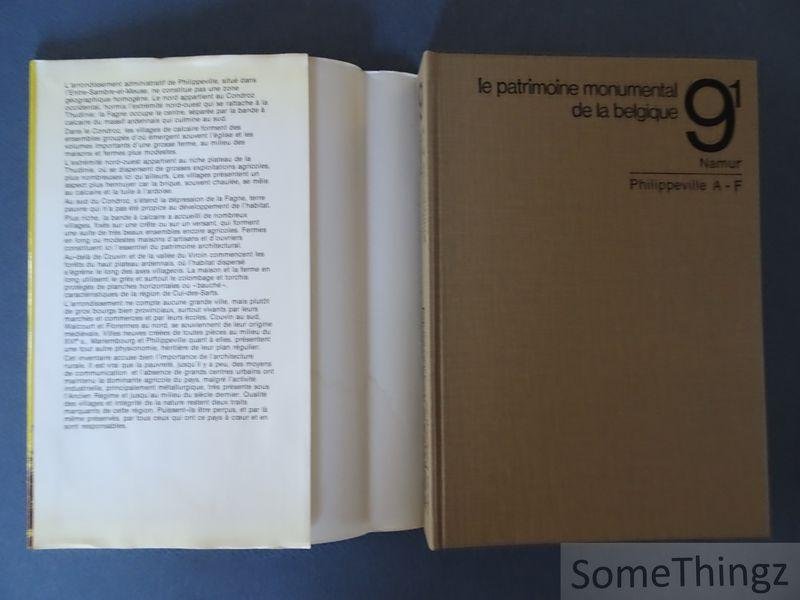 L'arrondissement administratif de Philippeville, situé dans
l'Entre-Sambre-et-Meuse, ne constitue pas une zone
géographique homogène. Le nord appartient au Condroz
occidental, hormis l'extrémité nord-ouest qui se rattache à la
Thudinie; la Fagne occupe le centre, séparée par la bande à
calcaire du massif ardennais qui culmine au sud.
Dans le Condroz, les villages de calcaire forment des
ensembles groupés d'où émergent souvent l'église et les
volumes importants d'une grosse ferme, au milieu des
maisons et fermes plus modestes.
L'extrémité nord-ouest appartient au riche plateau de la
Thudinie, où se dispersent de grosses exploitations agricoles,
plus nombreuses ici qu'ailleurs. Les villages présentent un
aspect plus hennuyer car la brique, souvent chaulée, se mêle
au calcaire et la tuile à l'ardoise.
Au sud du Condroz, s'étend la dépression de la Fagne, terre
pauvre qui n'a pas été propice au développement de l'habitat.
Plus riche, la bande à calcaire a accueilli de nombreux
villages, fixés sur une crête ou sur un versant, qui forment
une suite de très beaux ensembles encore agricoles. Fermes
en long ou modestes maisons d'artisans et d'ouvriers
constituent ici l'essentiel du patrimoine architectural.
Au-delà de Couvin et de la vallée du Viroin commencent les
forêts du haut plateau ardennais, où l'habitat dispersé
s'égrène le long des axes villageois. La maison et la ferme en
long utilisent le grès et surtout le colombage et torchis
protégés de planches horizontales ou «bauché»,
caractéristiques de la région de Cul-des-Sarts.
L'arrondissement ne compte aucune grande ville, mais plutôt
de gros bourgs bien provinciaux, surtout vivants par leurs
marchés et commerces et par leurs écoles. Couvin au sud,
Walcourt et Florennes au nord, se souviennent de leur origine
médiévale. Villes neuves créées de toutes pièces au milieu du
XVIe s., Mariembourg et Philippeville quant à elles, présentent
une tout autre physionomie, héritière de leur plan régulier.
Cet inventaire accuse bien l'importance de l'architecture
rurale. Il est vrai que la pauvreté, jusqu'il y a peu, des moyens
de communication et l'absence de grands centres urbains ont
maintenu la dominante agricole du pays, malgré l'activité
industrielle, principalement métallurgique, très présente sous
l'Ancien Régime et jusqu'au milieu du siècle dernier. Qualité
des villages et intégrité de la nature restent deux traits
marquants de cette région. Puissent-ils être perçus, et par là
même préservés, par tous ceux qui ont ce pays à cœur et en
sont responsables.
le patrimoine monumental
de la belgique
9¹
Namur
Philippeville A - F
SomeThingz